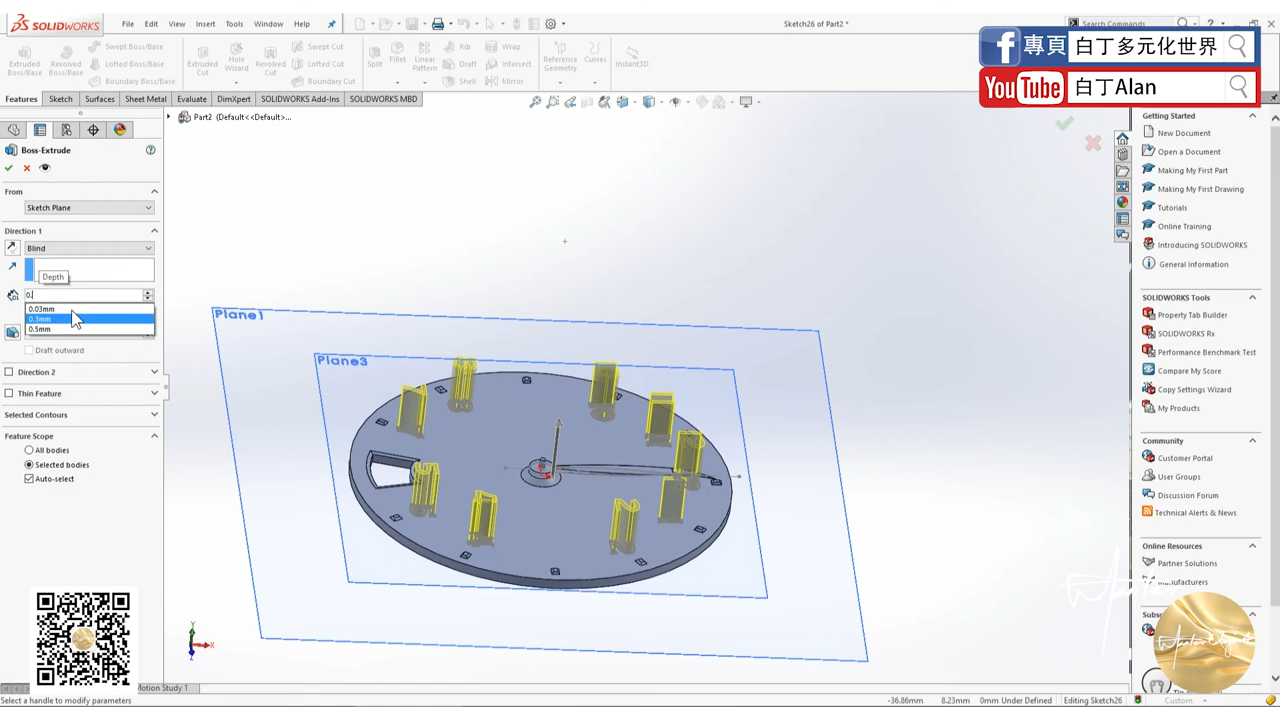 SOLIDWORKS
File
Edit
View
Insert
Tools
Window
Help
Sketch26 of Part2 *
Search Commands
Extruded
Boss/Base
Revolved
Boss/Base
Swept Boss/Base
Lofted Boss/Base
Boundary Boss/Base
Extruded
Cut
Hole
Wizard
Revolved
Cut
Swept Cut
Lofted
Boundary Cut
Split
Fillet
Linear
Pattern
Rib
Draft
Shell
Wrap
Intersect
Mirror
Reference
Geometry
Curves
Instant3D
專頁 白丁多元化世界
YouTube 白丁Alan
Features
Sketch
Surfaces
Sheet Metal
Evaluate
DimXpert
SOLIDWORKS Add-Ins
SOLIDWORKS MBD
Part2 (Default<<Default>...
Boss-Extrude
From
Sketch Plane
Direction 1
Blind
Depth
0.
0.03mm
0.3mm
0.5mm
Draft outward
Direction 2
Thin Feature
Selected Contours
Feature Scope
All bodies
Selected bodies
Auto-select
Plane1
Plane3
Y
X
Z
Getting Started
New Document
Open a Document
Making My First Part
Making My First Drawing
Tutorials
Online Training
Introducing SOLIDWORKS
General Information
SOLIDWORKS Tools
Property Tab Builder
SOLIDWORKS Rx
Performance Benchmark Test
Compare My Score
Copy Settings Wizard
My Products
Community
Customer Portal
User Groups
Discussion Forum
Technical Alerts & News
Online Resources
Partner Solutions
Manufacturers
Motion Study 1
Select a handle to modify parameters
-36.86mm
8.23mm
0mm Under Defined
Editing Sketch26
Custom